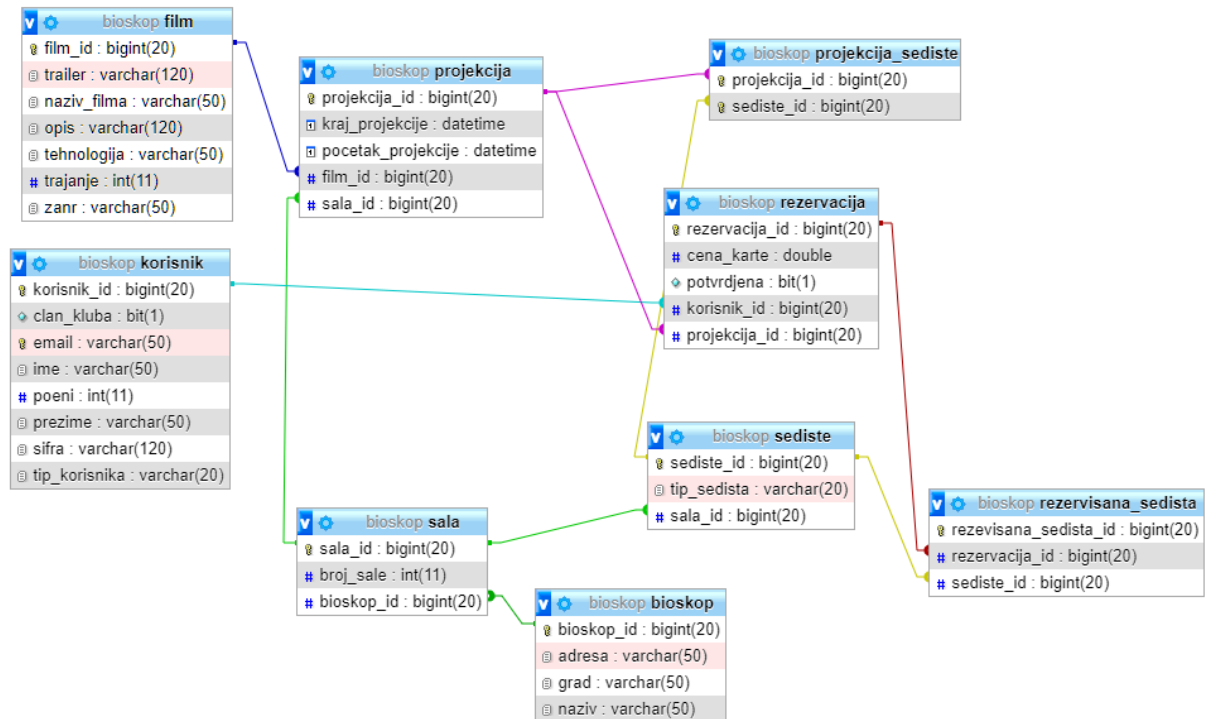 bioskop film
film_id : bigint(20)
trailer : varchar(120)
naziv_filma : varchar(50)
opis : varchar(120)
tehnologija : varchar(50)
# trajanje : int(11)
zanr : varchar(50)
bioskop projekcija
projekcija_id : bigint(20)
kraj_projekcije : datetime
pocetak_projekcije : datetime
# film_id : bigint(20)
# sala_id : bigint(20)
bioskop projekcija_sediste
projekcija_id : bigint(20)
sediste_id : bigint(20)
bioskop rezervacija
rezervacija_id : bigint(20)
# cena_karte : double
potvrdjena : bit(1)
# korisnik_id : bigint(20)
# projekcija_id : bigint(20)
bioskop korisnik
korisnik_id : bigint(20)
clan_kluba : bit(1)
email : varchar(50)
ime : varchar(50)
# poeni : int(11)
prezime : varchar(50)
sifra : varchar(120)
tip_korisnika : varchar(20)
bioskop sediste
sediste_id : bigint(20)
tip_sedista : varchar(20)
# sala_id : bigint(20)
bioskop rezervisana_sedista
rezevisana_sedista_id : bigint(20)
# rezervacija_id : bigint(20)
# sediste_id : bigint(20)
bioskop sala
sala_id : bigint(20)
# broj_sale : int(11)
# bioskop_id : bigint(20)
bioskop bioskop
bioskop_id : bigint(20)
adresa : varchar(50)
grad : varchar(50)
naziv : varchar(50)